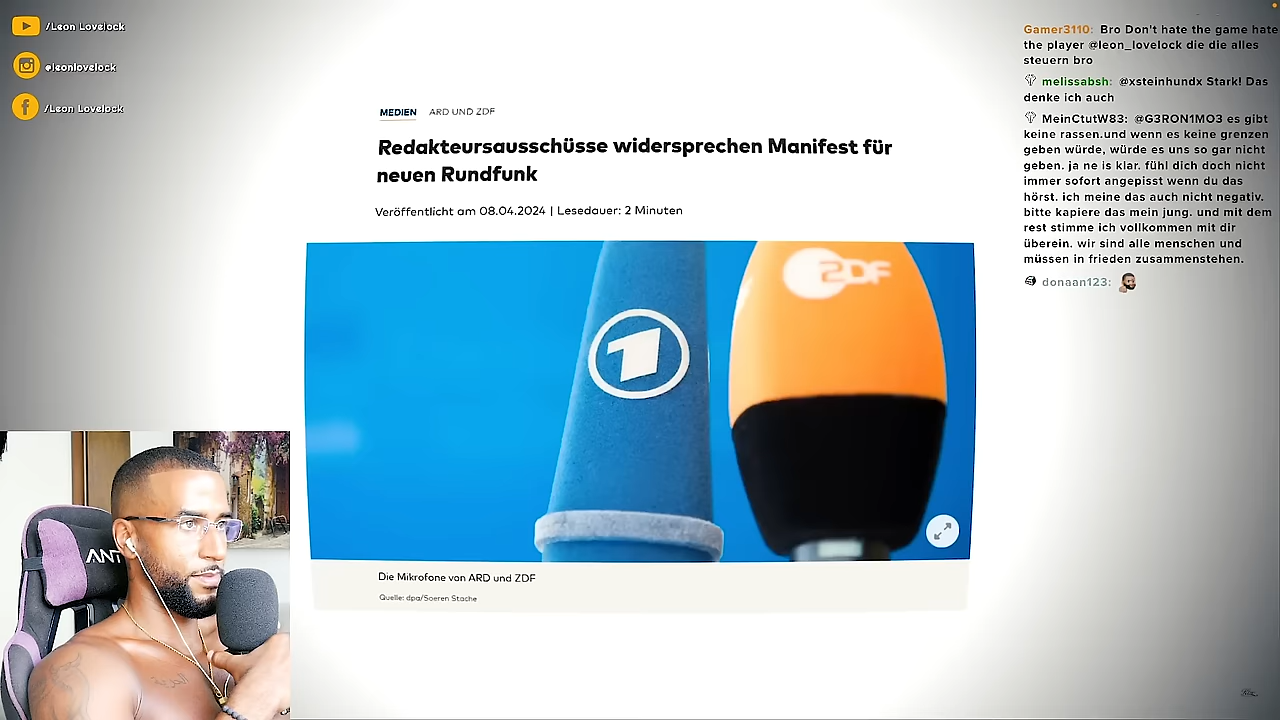 /Leon Lovelock
@leonlovelock
/Leon Lovelock
MEDIEN ARD UND ZDF
Redakteursausschüsse widersprechen Manifest für
neuen Rundfunk
Veröffentlicht am 08.04.2024 | Lesedauer: 2 Minuten
1
ZDF
Die Mikrofone von ARD und ZDF
Quelle: dpa/Soeren Stache
ANT
Gamer3110: Bro Don't hate the game hate
the player @leon_lovelock die die alles
steuern bro
melissabsh: @xsteinhundx Stark! Das
denke ich auch
MeinCtutW83: @G3RON1MO3 es gibt
keine rassen.und wenn es keine grenzen
geben würde, würde es uns so gar nicht
geben. ja ne is klar. fühl dich doch nicht
immer sofort angepisst wenn du das
hörst. ich meine das auch nicht negativ.
bitte kapiere das mein jung. und mit dem
rest stimme ich vollkommen mit dir
überein. wir sind alle menschen und
müssen in frieden zusammenstehen.
donaan123: